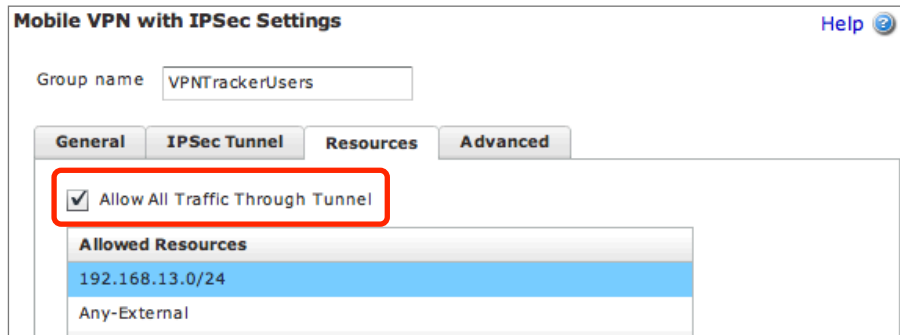 Mobile VPN with IPSec Settings
Help
Group name VPNTrackerUsers
General IPSec Tunnel Resources Advanced
Allow All Traffic Through Tunnel
Allowed Resources
192.168.13.0/24
Any-External